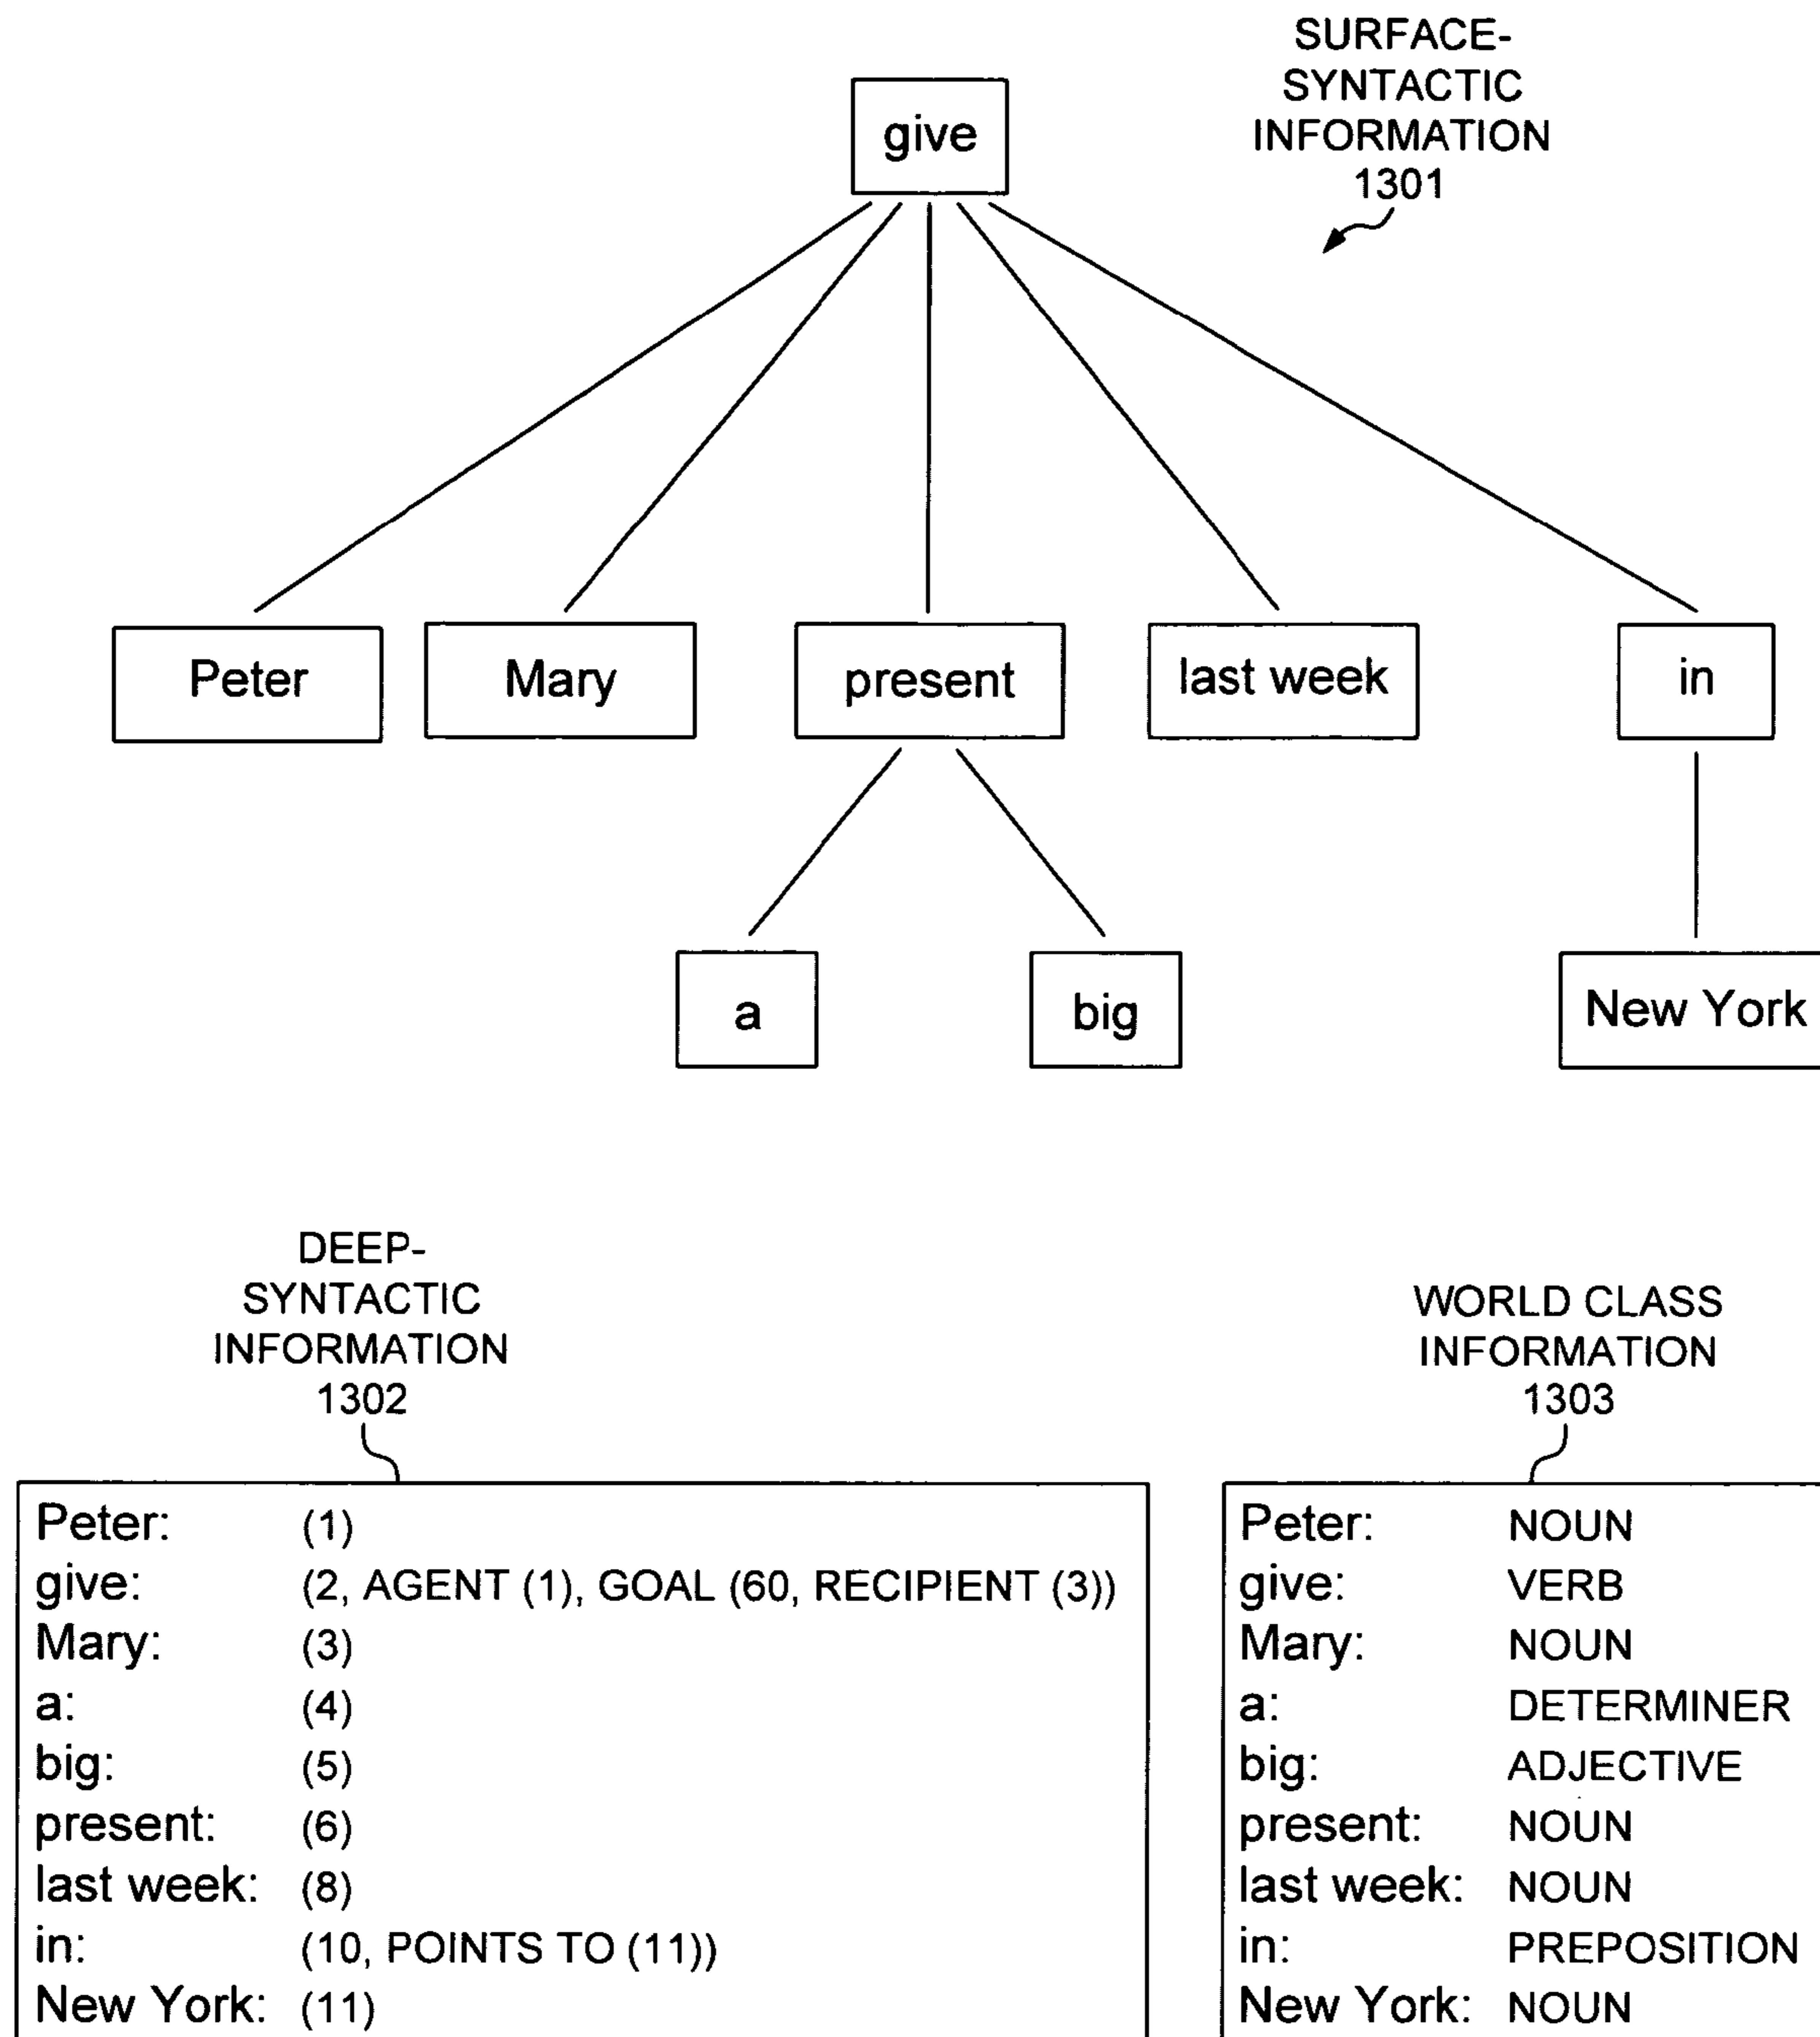 SURFACE-
SYNTACTIC
INFORMATION
1301
give
Peter
Mary
present
last week
in
a
big
New York
DEEP-
SYNTACTIC
INFORMATION
1302
Peter: (1)
give: (2, AGENT (1), GOAL (60, RECIPIENT (3))
Mary: (3)
a: (4)
big: (5)
present: (6)
last week: (8)
in: (10, POINTS TO (11))
New York: (11)
WORLD CLASS
INFORMATION
1303
Peter: NOUN
give: VERB
Mary: NOUN
a: DETERMINER
big: ADJECTIVE
present: NOUN
last week: NOUN
in: PREPOSITION
New York: NOUN